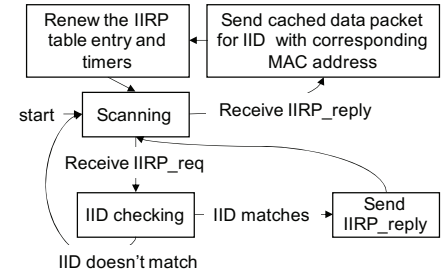 Renew the IIRP
table entry and
timers
Send cached data packet
for IID with corresponding
MAC address
start
Scanning
Receive IIRP_reply
Receive IIRP_req
IID checking
IID matches
Send
IIRP_reply
IID doesn't match